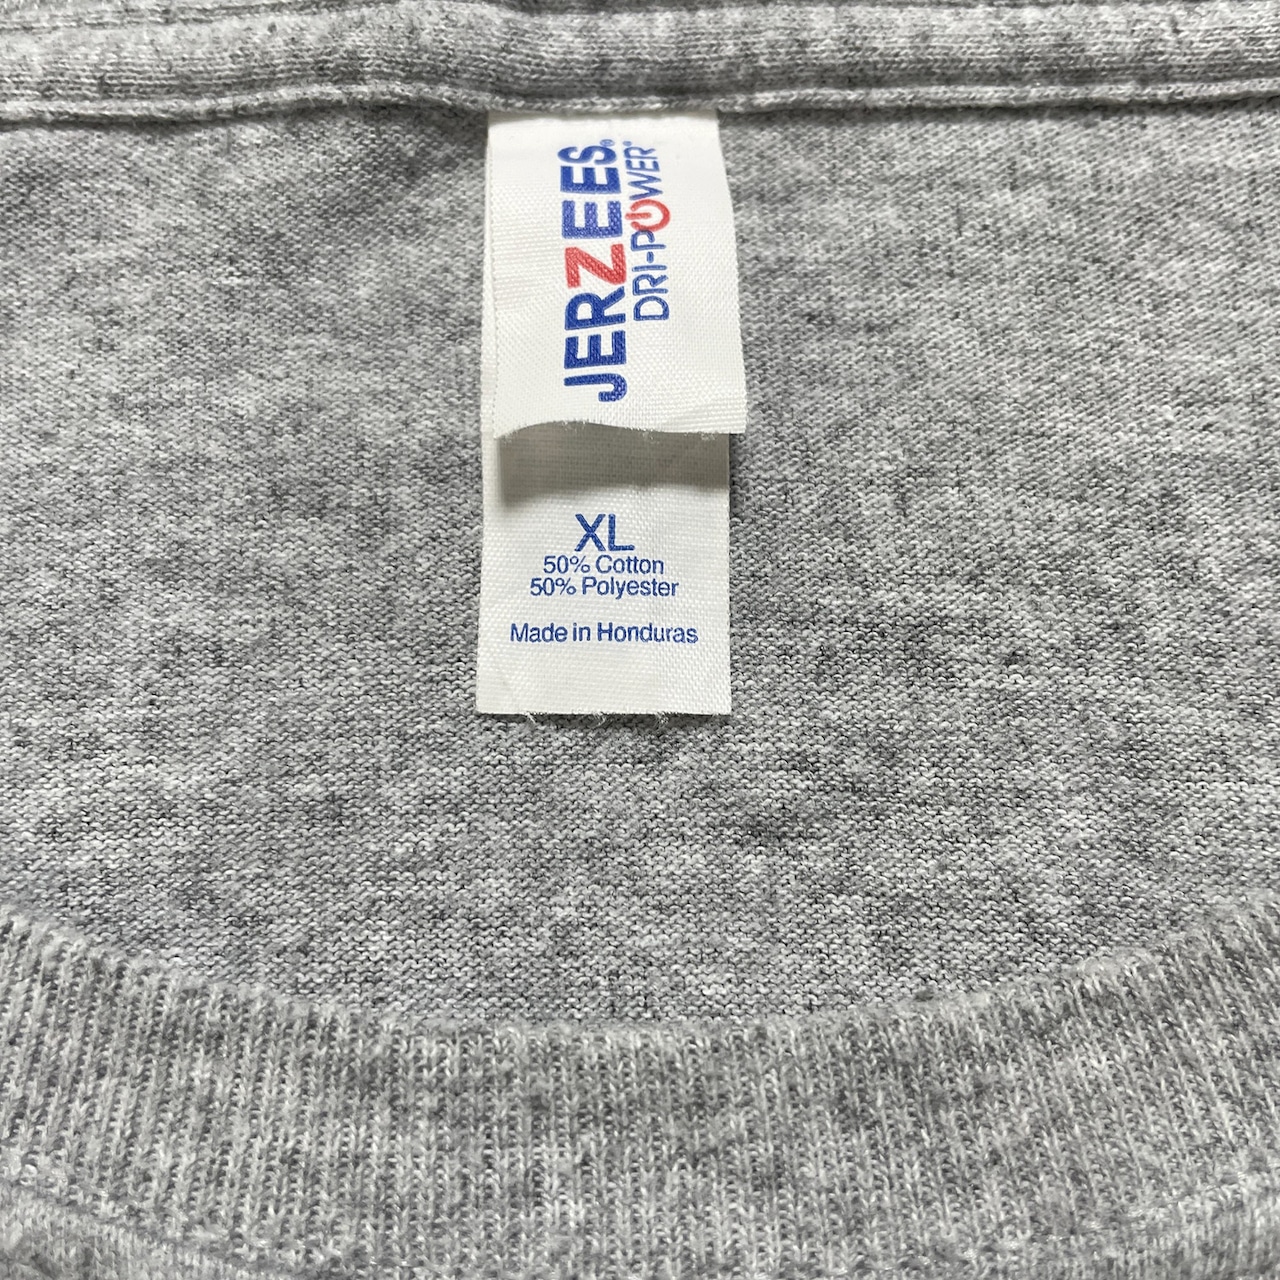 JERZEES®
DRI-POWER®
XL
50% Cotton
50% Polyester
Made in Honduras